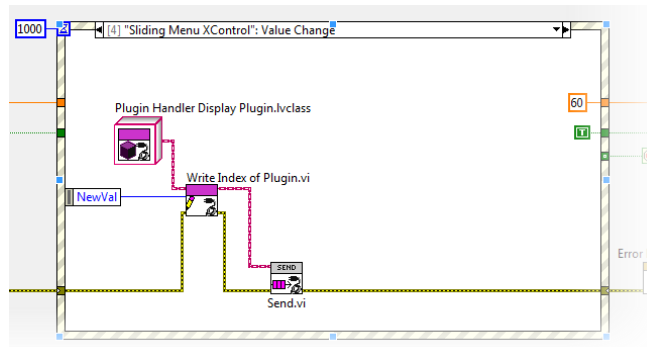 1000
[4] "Sliding Menu XControl": Value Change
60
Plugin Handler Display Plugin.lvclass
T
Write Index of Plugin.vi
NewVal
Error
SEND
Send.vi